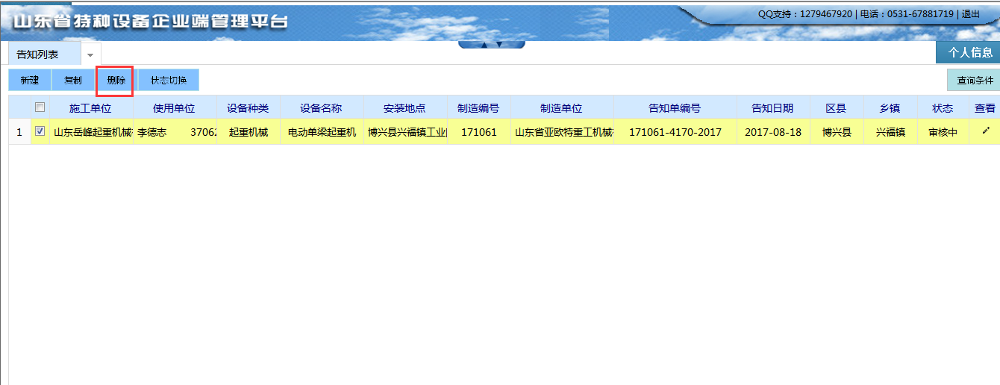 山东省特种设备企业端管理平台
QQ支持：1279467920 | 电话：0531-67881719 | 退出
告知列表
个人信息
新建 复制 删除 状态切换
查询条件
施工单位 使用单位 设备种类 设备名称 安装地点 制造编号 制造单位 告知单编号 告知日期 区县 乡镇 状态 查看
1 山东岳峰起重机械 李德志 37062 起重机械 电动单梁起重机 博兴县兴福镇工业 171061 山东省亚欧特重工机械 171061-4170-2017 2017-08-18 博兴县 兴福镇 审核中